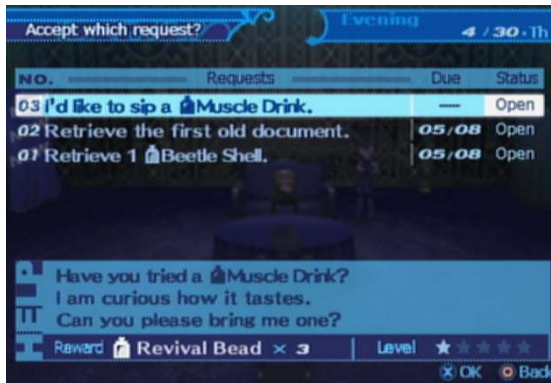 Accept which request?
Evening
4/30・Th
NO. Requests Due Status
03 I'd like to sip a Muscle Drink. --- Open
02 Retrieve the first old document. 05/08 Open
01 Retrieve 1 Beetle Shell. 05/08 Open
HELP
Have you tried a Muscle Drink?
I am curious how it tastes.
Can you please bring me one?
Reward Revival Bead × 3 Level
OK Back